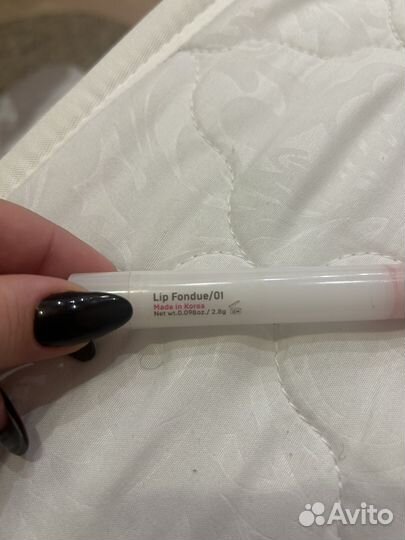 Lip Fondue/01
Made in Korea
Net wt.0.098oz./ 2.8g
Avito